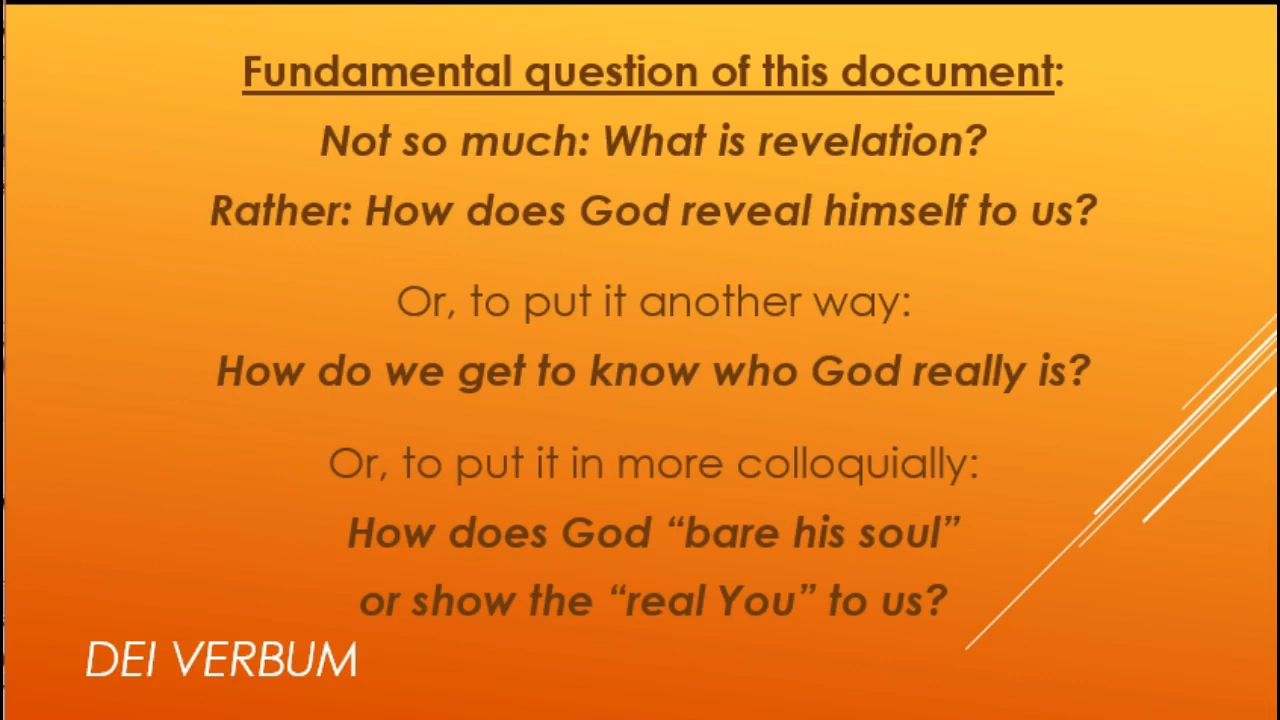 Fundamental question of this document:
Not so much: What is revelation?
Rather: How does God reveal himself to us?
Or, to put it another way:
How do we get to know who God really is?
Or, to put it in more colloquially:
How does God “bare his soul”
or show the “real You” to us?
DEI VERBUM